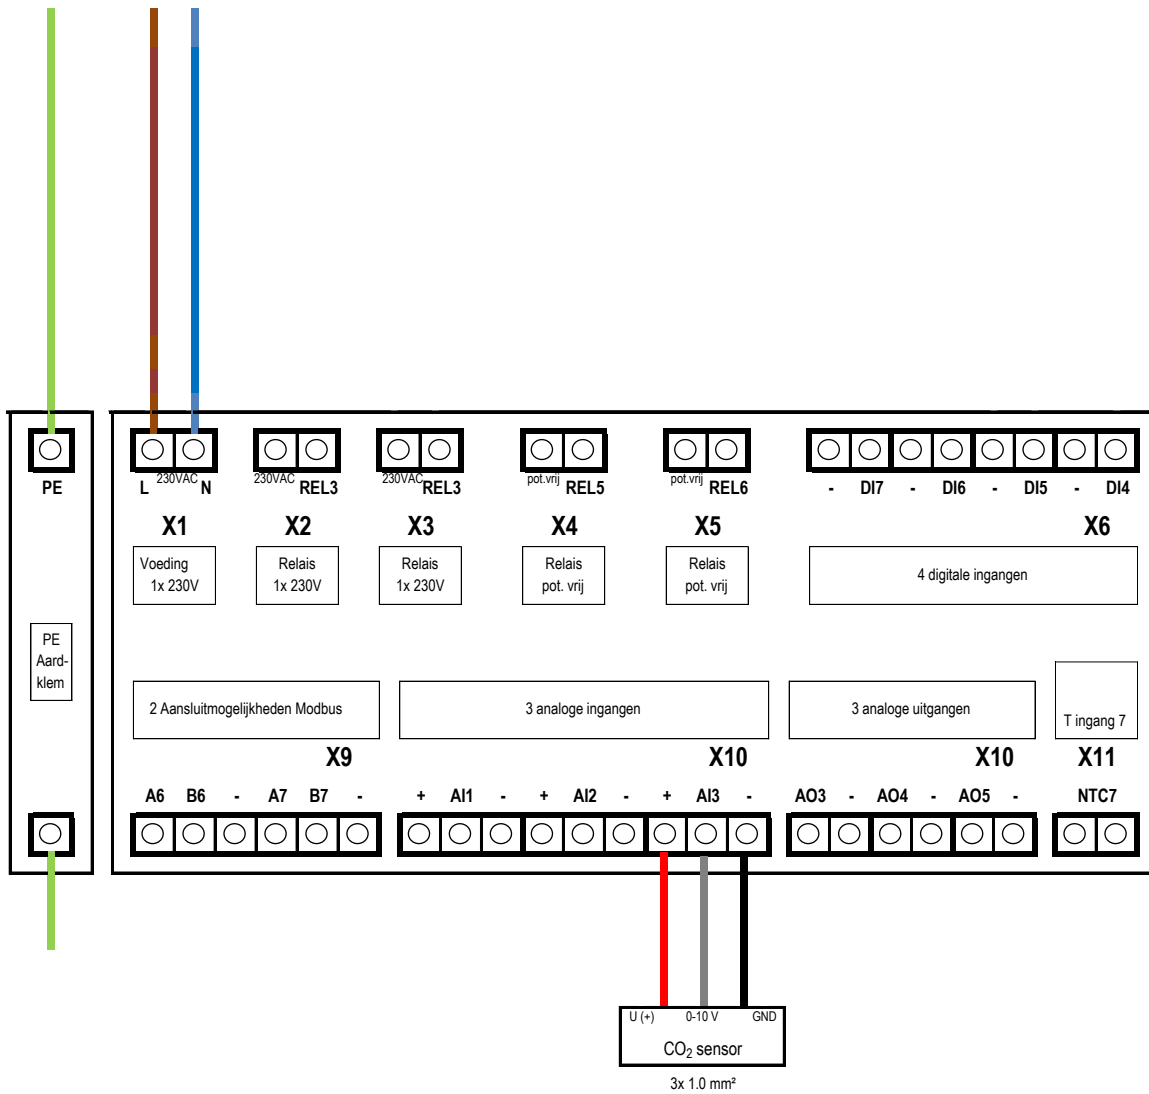 230VAC 230VAC 230VAC pot.vrij pot.vrij
PE L N REL3 REL3 REL5 REL6 - DI7 - DI6 - DI5 - DI4
X1 X2 X3 X4 X5 X6
Voeding
1x 230V
Relais
1x 230V
Relais
1x 230V
Relais
pot. vrij
Relais
pot. vrij
4 digitale ingangen
PE
Aard-
klem
2 Aansluitmogelijkheden Modbus
3 analoge ingangen
3 analoge uitgangen
T ingang 7
X9 X10 X10 X11
A6 B6 - A7 B7 - + AI1 - + AI2 - + AI3 - AO3 - AO4 - AO5 - NTC7
U (+) 0-10 V GND
CO₂ sensor
3x 1.0 mm²